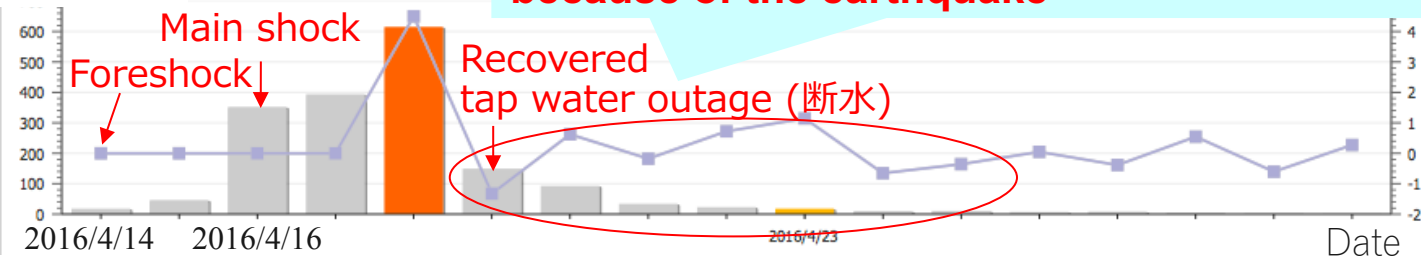 because of the earthquake
Main shock
Foreshock
Recovered
tap water outage (断水)
600
500
400
300
200
100
0
4
3
2
1
0
-1
-2
2016/4/14
2016/4/16
2016/4/23
Date